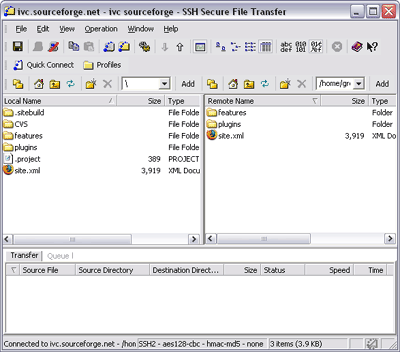 ivc.sourceforge.net - ivc sourceforge - SSH Secure File Transfer
File Edit View Operation Window Help
abc def 010 101
Quick Connect Profiles
\ Add /home/gr Add
Local Name / Size Type
.sitebuild File Folde
CVS File Folde
features File Folde
plugins File Folde
.project 389 PROJECT
site.xml 3,919 XML Docu
Remote Name Size Type
features Folder
plugins Folder
site.xml 3,919 XML Do
Transfer Queue
Source File Source Directory Destination Direct... Size Status Speed Time
Connected to ivc.sourceforge.net - /hon SSH2 - aes128-cbc - hmac-md5 - none 3 items (3.9 KB)